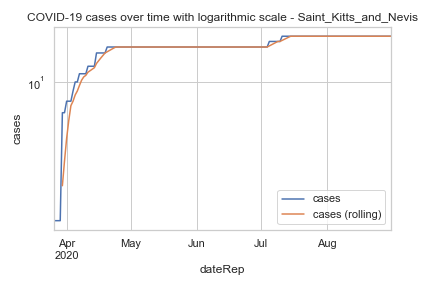 COVID-19 cases over time with logarithmic scale - Saint_Kitts_and_Nevis
cases
10¹
cases
cases (rolling)
Apr
2020
May
Jun
Jul
Aug
dateRep